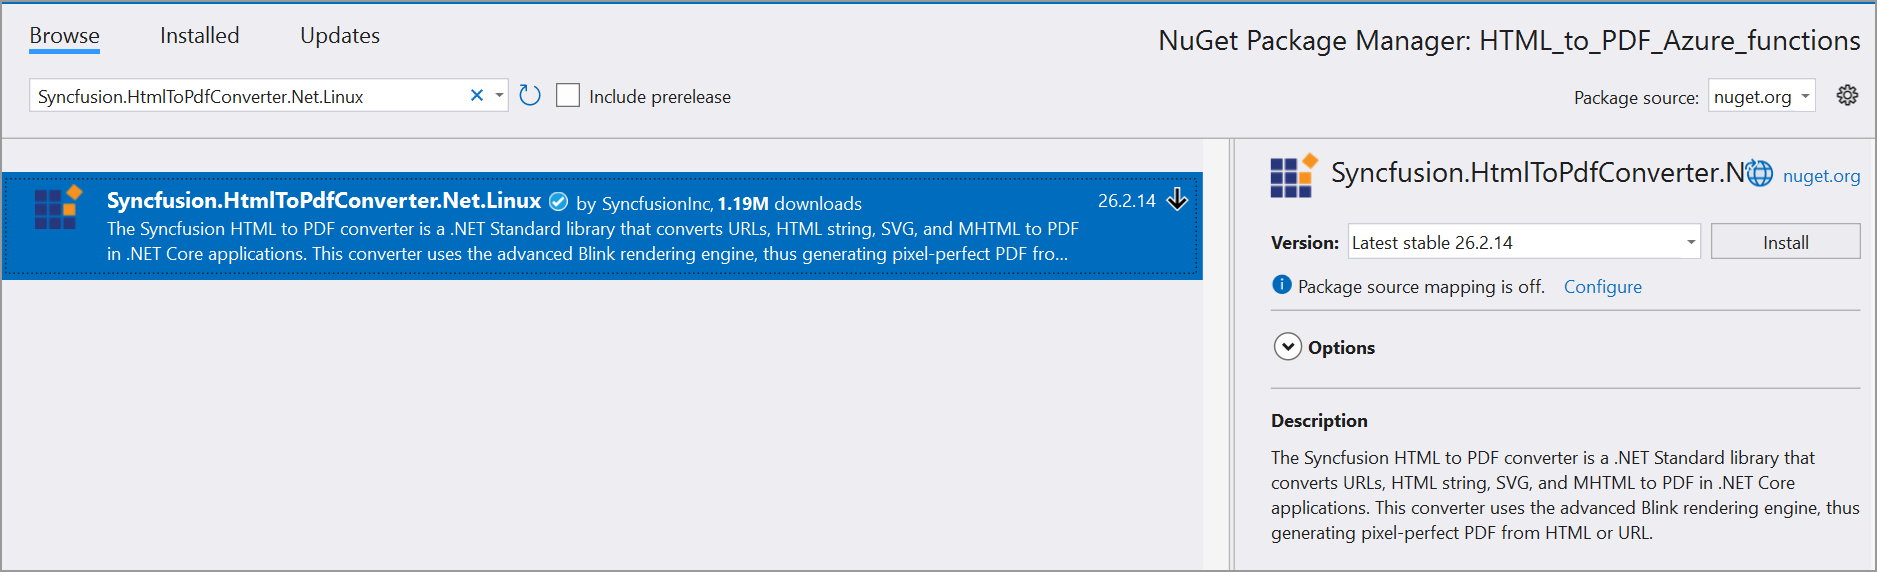 Browse Installed Updates
NuGet Package Manager: HTML_to_PDF_Azure_functions
Syncfusion.HtmlToPdfConverter.Net.Linux
Include prerelease
Package source: nuget.org
Syncfusion.HtmlToPdfConverter.Net.Linux by SyncfusionInc, 1.19M downloads 26.2.14
The Syncfusion HTML to PDF converter is a .NET Standard library that converts URLs, HTML string, SVG, and MHTML to PDF
in .NET Core applications. This converter uses the advanced Blink rendering engine, thus generating pixel-perfect PDF fro...
Syncfusion.HtmlToPdfConverter.N nuget.org
Version: Latest stable 26.2.14 Install
Package source mapping is off. Configure
Options
Description
The Syncfusion HTML to PDF converter is a .NET Standard library that
converts URLs, HTML string, SVG, and MHTML to PDF in .NET Core
applications. This converter uses the advanced Blink rendering engine, thus
generating pixel-perfect PDF from HTML or URL.